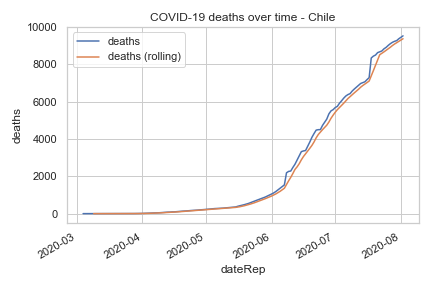 COVID-19 deaths over time - Chile
deaths
deaths (rolling)
10000
8000
6000
4000
2000
0
deaths
2020-03
2020-04
2020-05
2020-06
2020-07
2020-08
dateRep